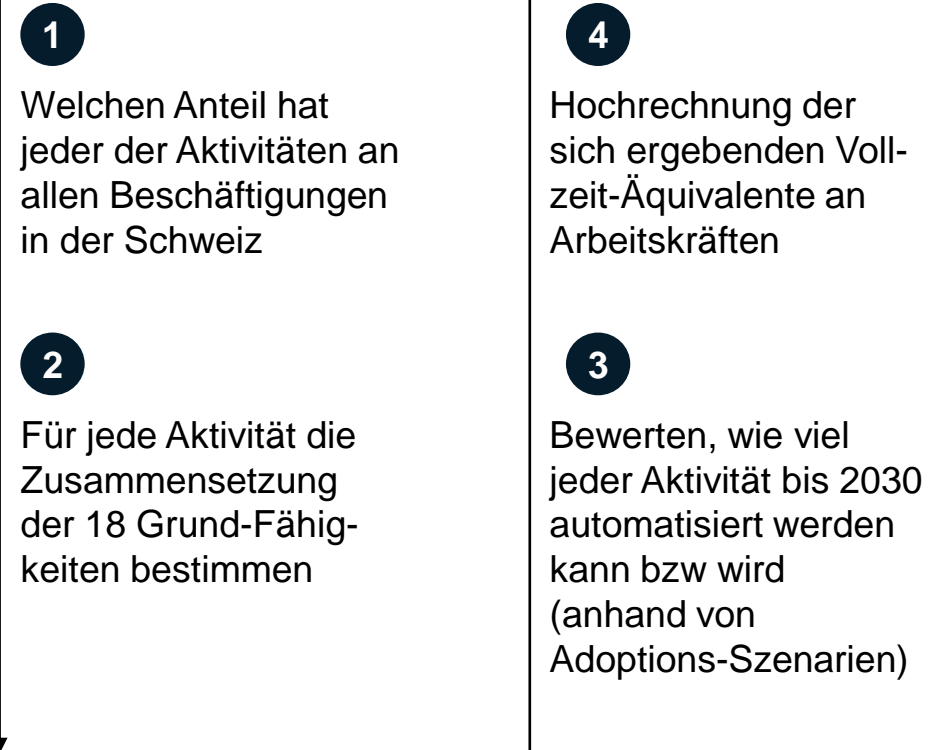 1
Welchen Anteil hat
jeder der Aktivitäten an
allen Beschäftigungen
in der Schweiz
2
Für jede Aktivität die
Zusammensetzung
der 18 Grund-Fähig-
keiten bestimmen
4
Hochrechnung der
sich ergebenden Voll-
zeit-Äquivalente an
Arbeitskräften
3
Bewerten, wie viel
jeder Aktivität bis 2030
automatisiert werden
kann bzw wird
(anhand von
Adoptions-Szenarien)